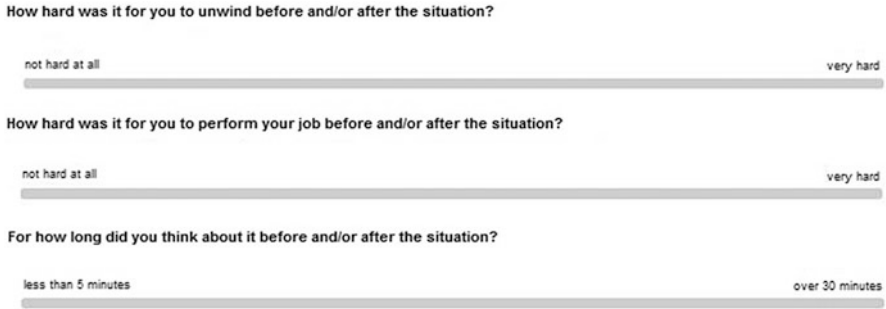 How hard was it for you to unwind before and/or after the situation?
not hard at all very hard
How hard was it for you to perform your job before and/or after the situation?
not hard at all very hard
For how long did you think about it before and/or after the situation?
less than 5 minutes over 30 minutes